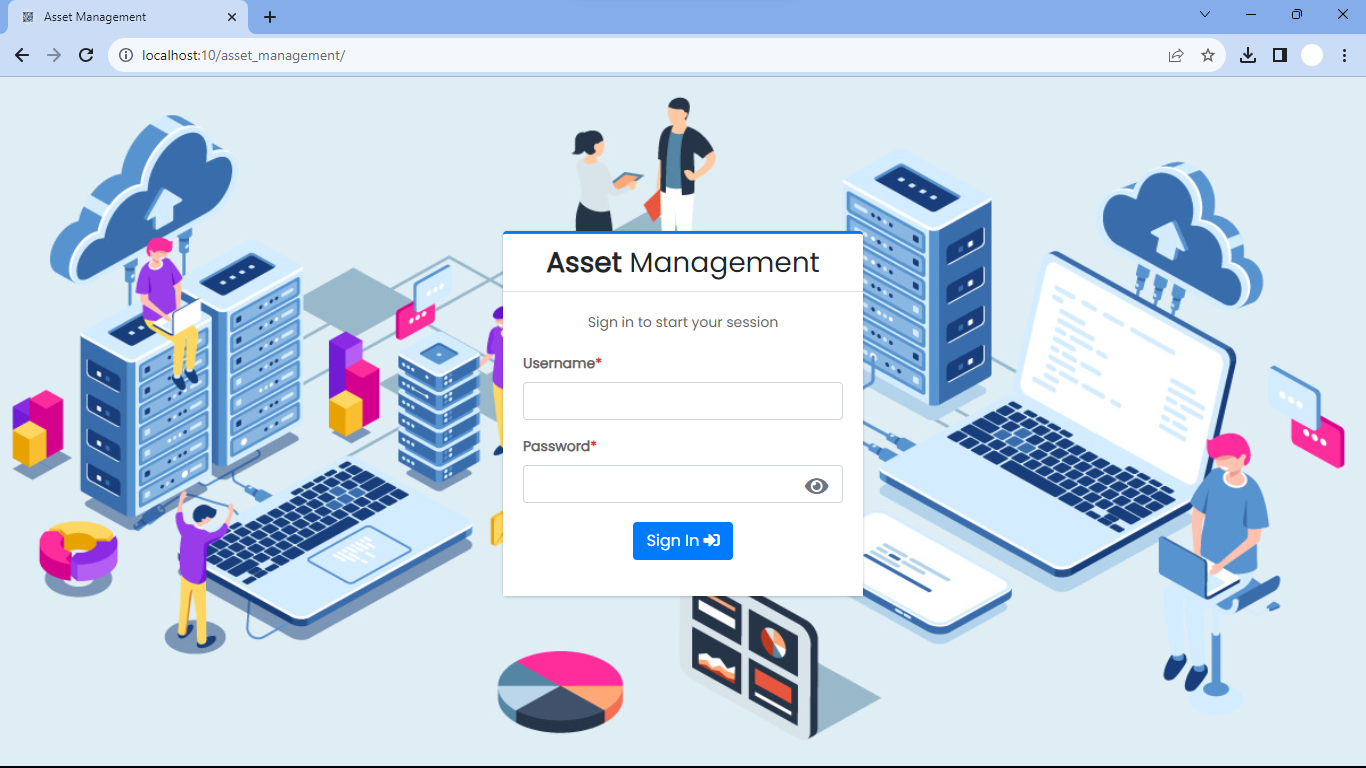 Asset Management
localhost:10/asset_management/
Asset Management
Sign in to start your session
Username*
Password*
Sign In